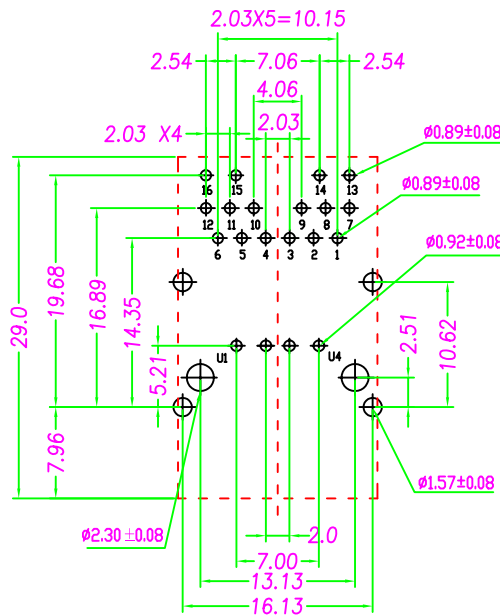 2.03X5=10.15
2.54 7.06 2.54
4.06
2.03 X4 2.03
ø0.89±0.08
16 15 14 13
ø0.89±0.08
12 11 10 9 8 7
6 5 4 3 2 1
ø0.92±0.08
29.0
19.68
16.89
14.35
5.21
7.96
2.51
10.62
U1 U4
ø1.57±0.08
ø2.30 ±0.08
2.0
7.00
13.13
16.13